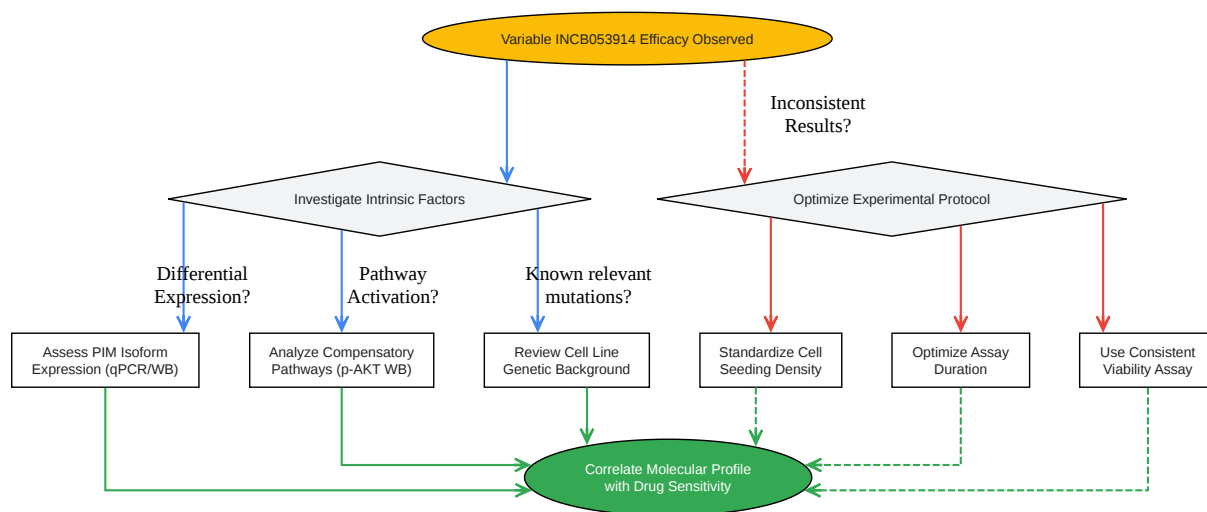 Variable INCB053914 Efficacy Observed
Inconsistent
Results?
Investigate Intrinsic Factors
Optimize Experimental Protocol
Differential
Expression?
Pathway
Activation?
Known relevant
mutations?
Assess PIM Isoform
Expression (qPCR/WB)
Analyze Compensatory
Pathways (p-AKT WB)
Review Cell Line
Genetic Background
Standardize Cell
Seeding Density
Optimize Assay
Duration
Use Consistent
Viability Assay
Correlate Molecular Profile
with Drug Sensitivity